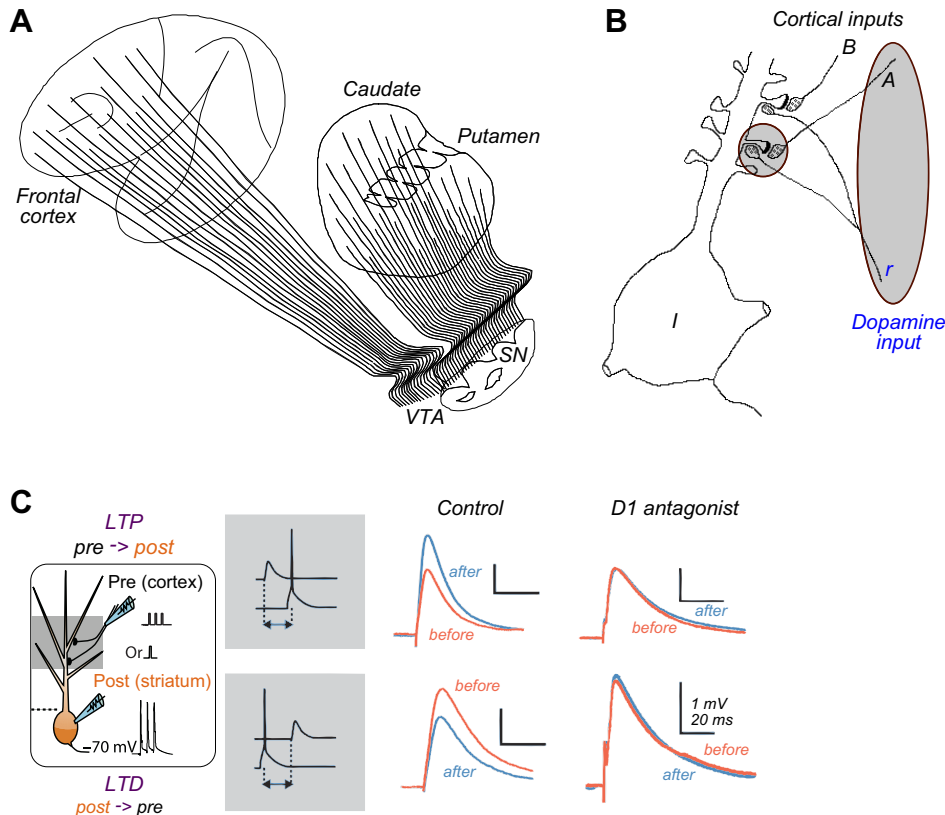 A
Caudate
Putamen
Frontal
cortex
SN
VTA
B
Cortical inputs
B
A
I
r
Dopamine
input
C
LTP
pre -> post
Pre (cortex)
Or
Post (striatum)
–70 mV
LTD
post -> pre
Control
after
before
before
after
D1 antagonist
after
before
1 mV
20 ms
before
after